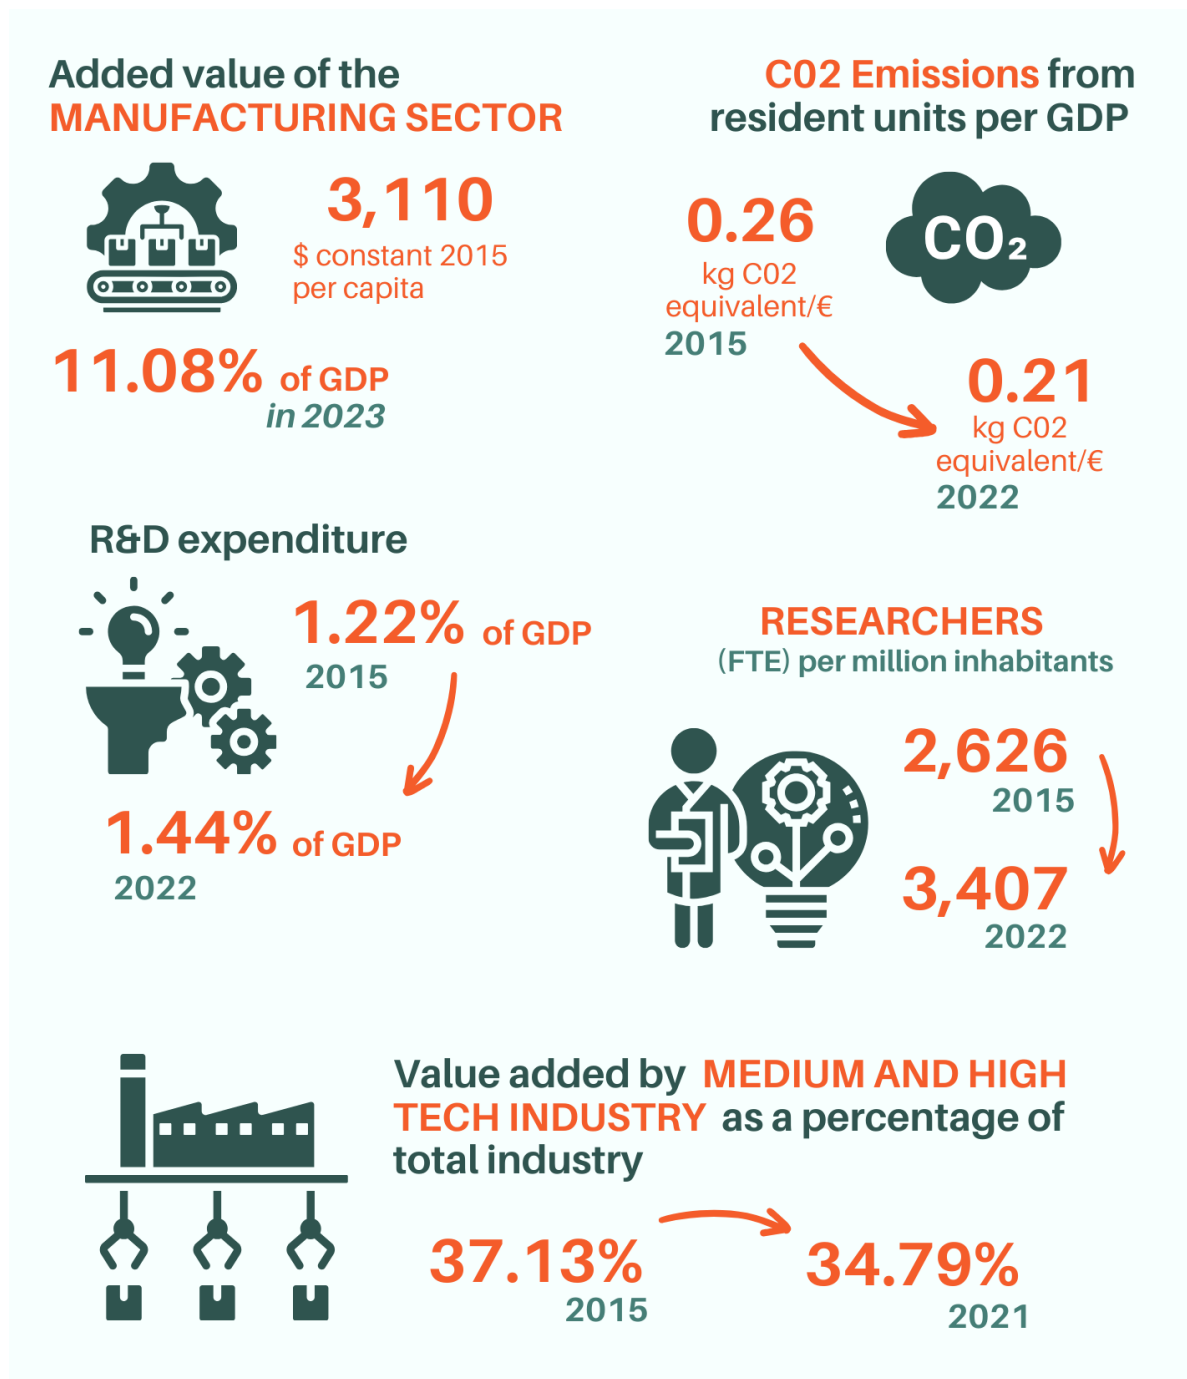 Added value of the
MANUFACTURING SECTOR
3,110
$ constant 2015
per capita
11.08% of GDP
in 2023
C02 Emissions from
resident units per GDP
CO₂
0.26
kg C02
equivalent/€
2015
0.21
kg C02
equivalent/€
2022
R&D expenditure
1.22% of GDP
2015
1.44% of GDP
2022
RESEARCHERS
(FTE) per million inhabitants
2,626
2015
3,407
2022
Value added by MEDIUM AND HIGH
TECH INDUSTRY as a percentage of
total industry
37.13%
2015
34.79%
2021